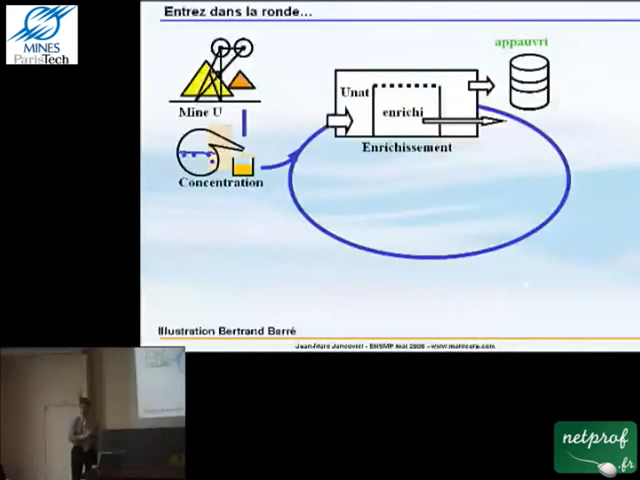 MINES
ParisTech
Entrez dans la ronde...
appauvri
Unat
enrichi
Mine U
Enrichissement
Concentration
Illustration Bertrand Barré
Jean-Marc Jancovici - ENSMP mai 2008 - www.manicore.com
netprof
.fr